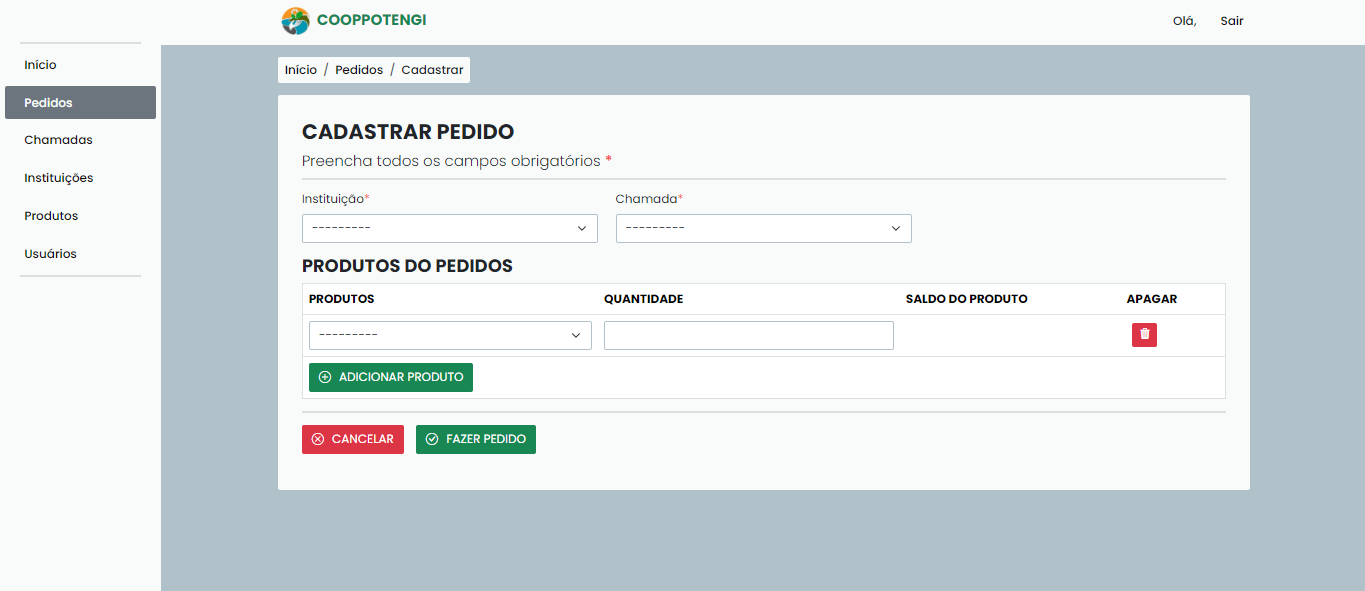 COOPPOTENGI
Olá, Sair
Início
Pedidos
Chamadas
Instituições
Produtos
Usuários
Início / Pedidos / Cadastrar
CADASTRAR PEDIDO
Preencha todos os campos obrigatórios *
Instituição* Chamada*
--------- ---------
PRODUTOS DO PEDIDOS
PRODUTOS QUANTIDADE SALDO DO PRODUTO APAGAR
---------
ADICIONAR PRODUTO
CANCELAR FAZER PEDIDO